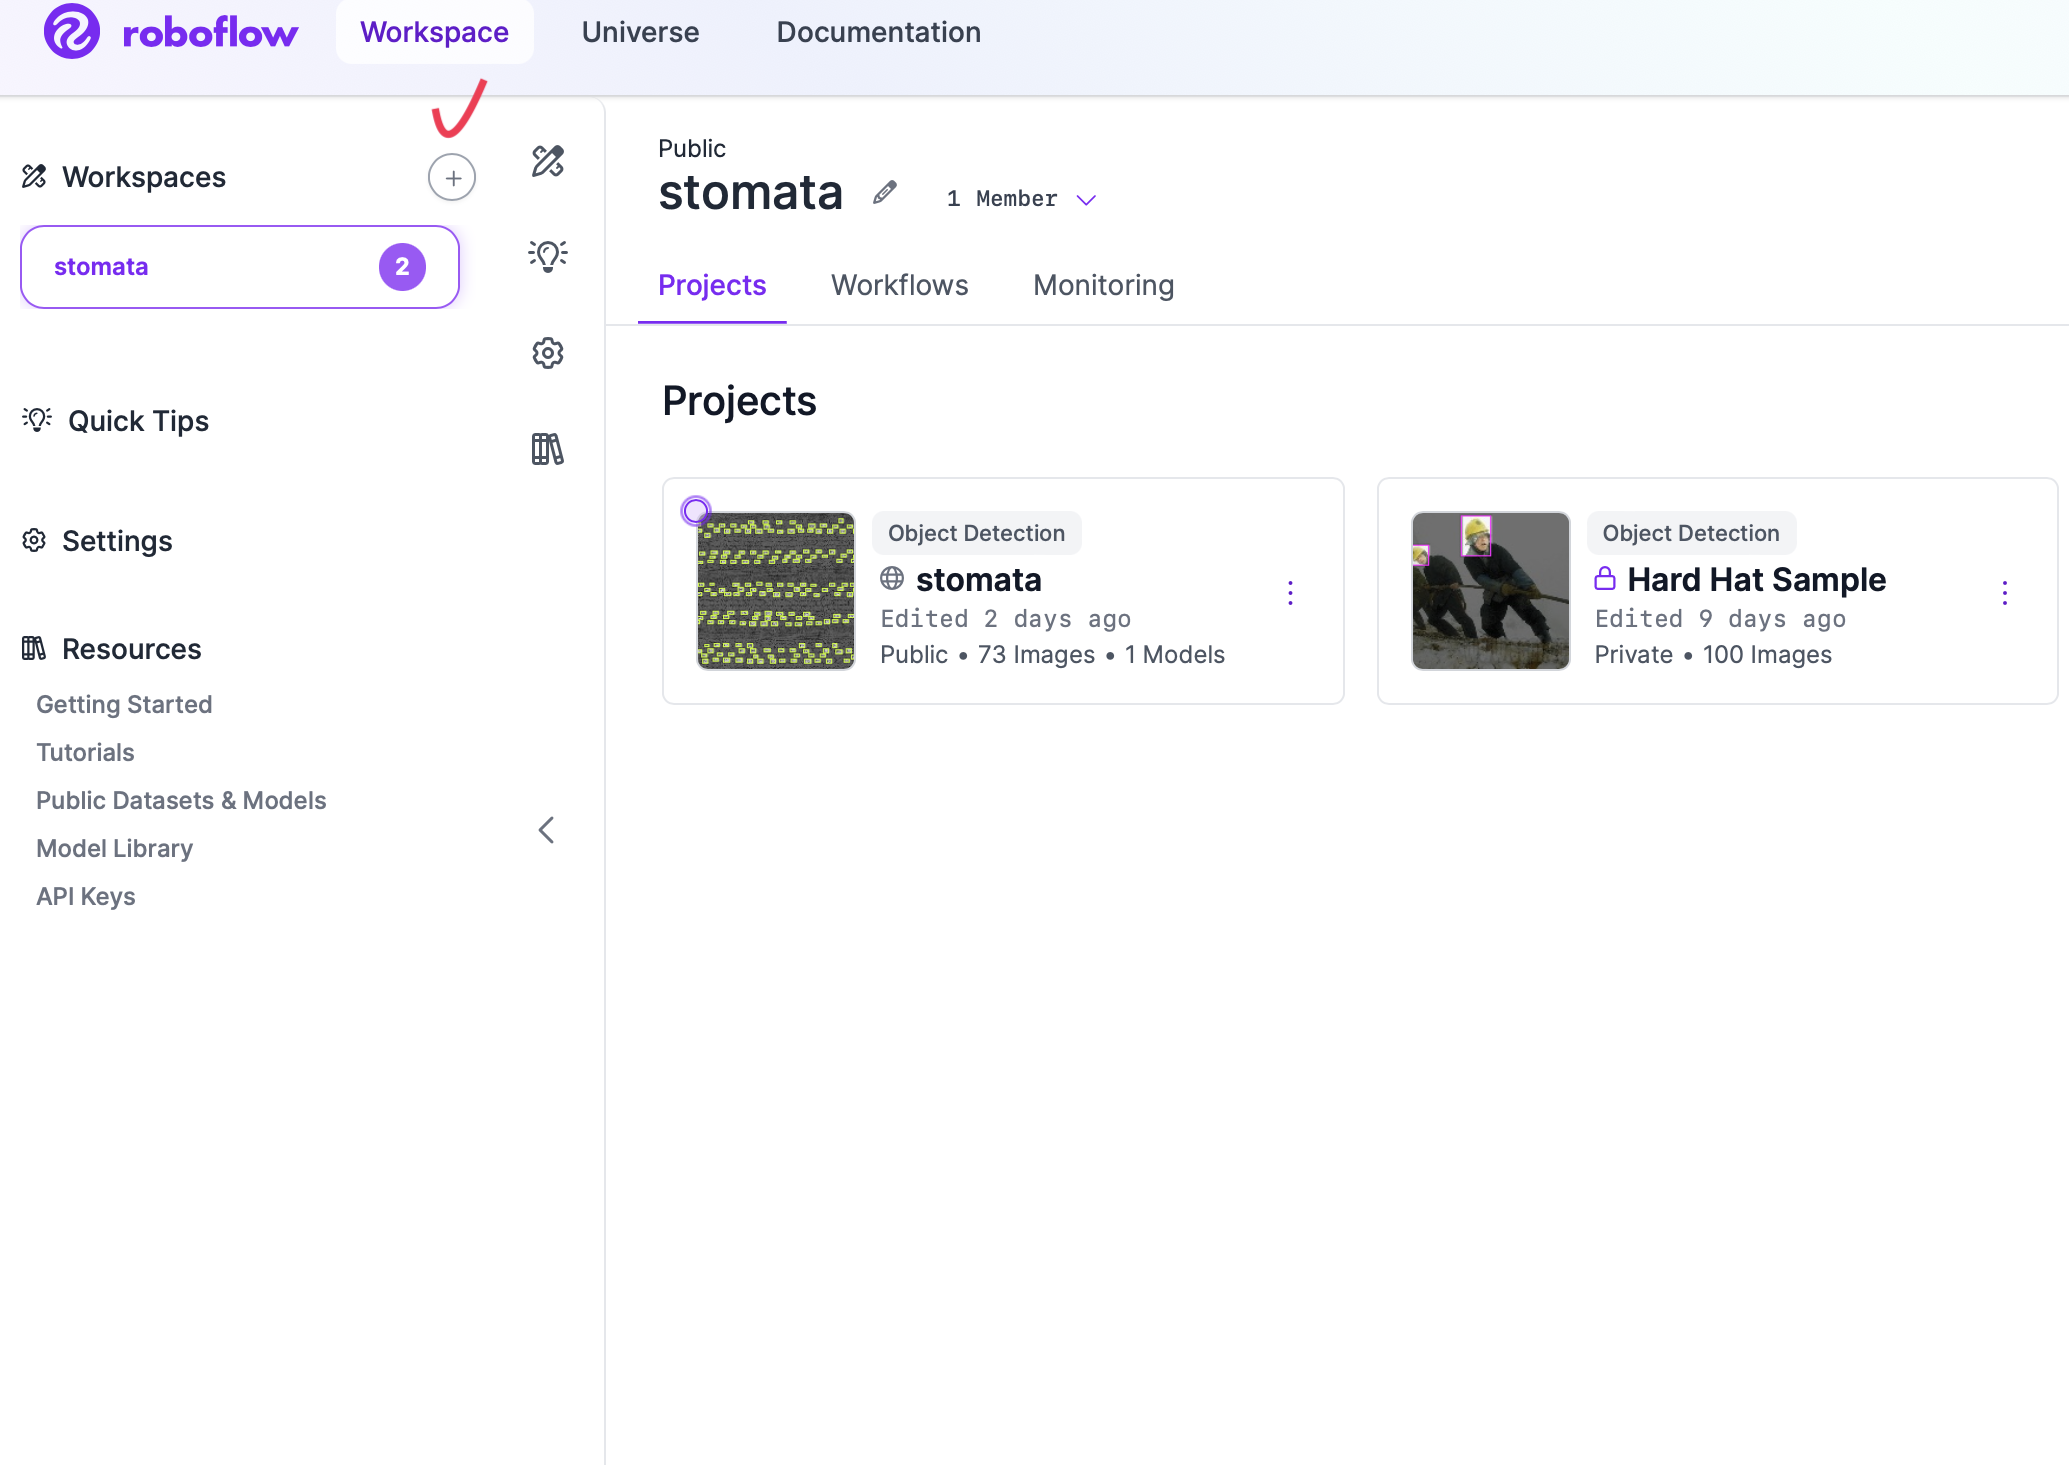 roboflow
Workspace
Universe
Documentation
Workspaces
stomata
2
Quick Tips
Settings
Resources
Getting Started
Tutorials
Public Datasets & Models
Model Library
API Keys
Public
stomata
1 Member
Projects
Workflows
Monitoring
Projects
Object Detection
stomata
Edited 2 days ago
Public • 73 Images • 1 Models
Object Detection
Hard Hat Sample
Edited 9 days ago
Private • 100 Images